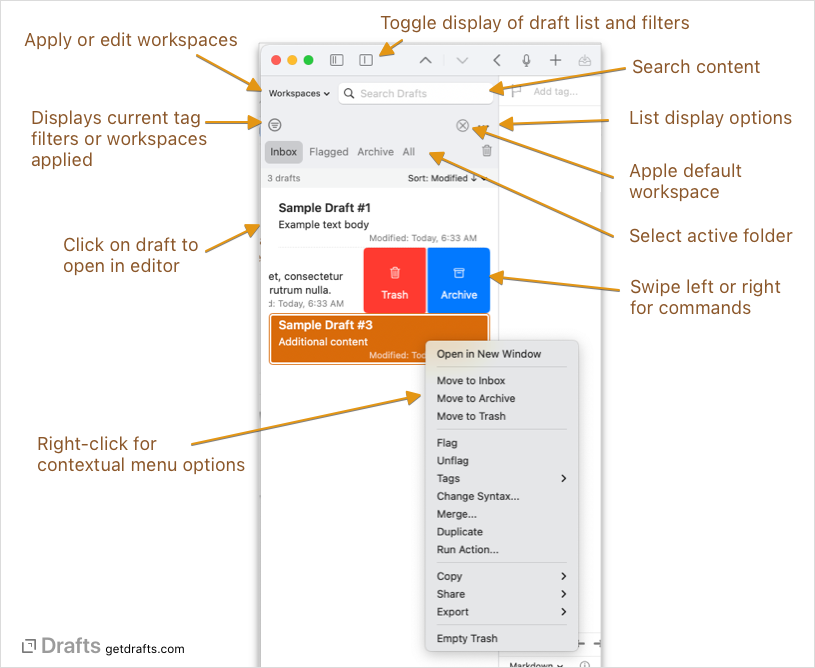 Toggle display of draft list and filters
Apply or edit workspaces
Search content
Workspaces
Search Drafts
Add tag...
Displays current tag
filters or workspaces
applied
List display options
Apple default
workspace
Inbox Flagged Archive All
3 drafts
Sort: Modified
Select active folder
Sample Draft #1
Example text body
Modified: Today, 6:33 AM
Click on draft to
open in editor
et, consectetur
rutrum nulla.
d: Today, 6:33 AM
Trash
Archive
Swipe left or right
for commands
Sample Draft #3
Additional content
Modified: Tod
Open in New Window
Move to Inbox
Move to Archive
Move to Trash
Right-click for
contextual menu options
Flag
Unflag
Tags
Change Syntax...
Merge...
Duplicate
Run Action...
Copy
Share
Export
Empty Trash
Drafts getdrafts.com
Markdown